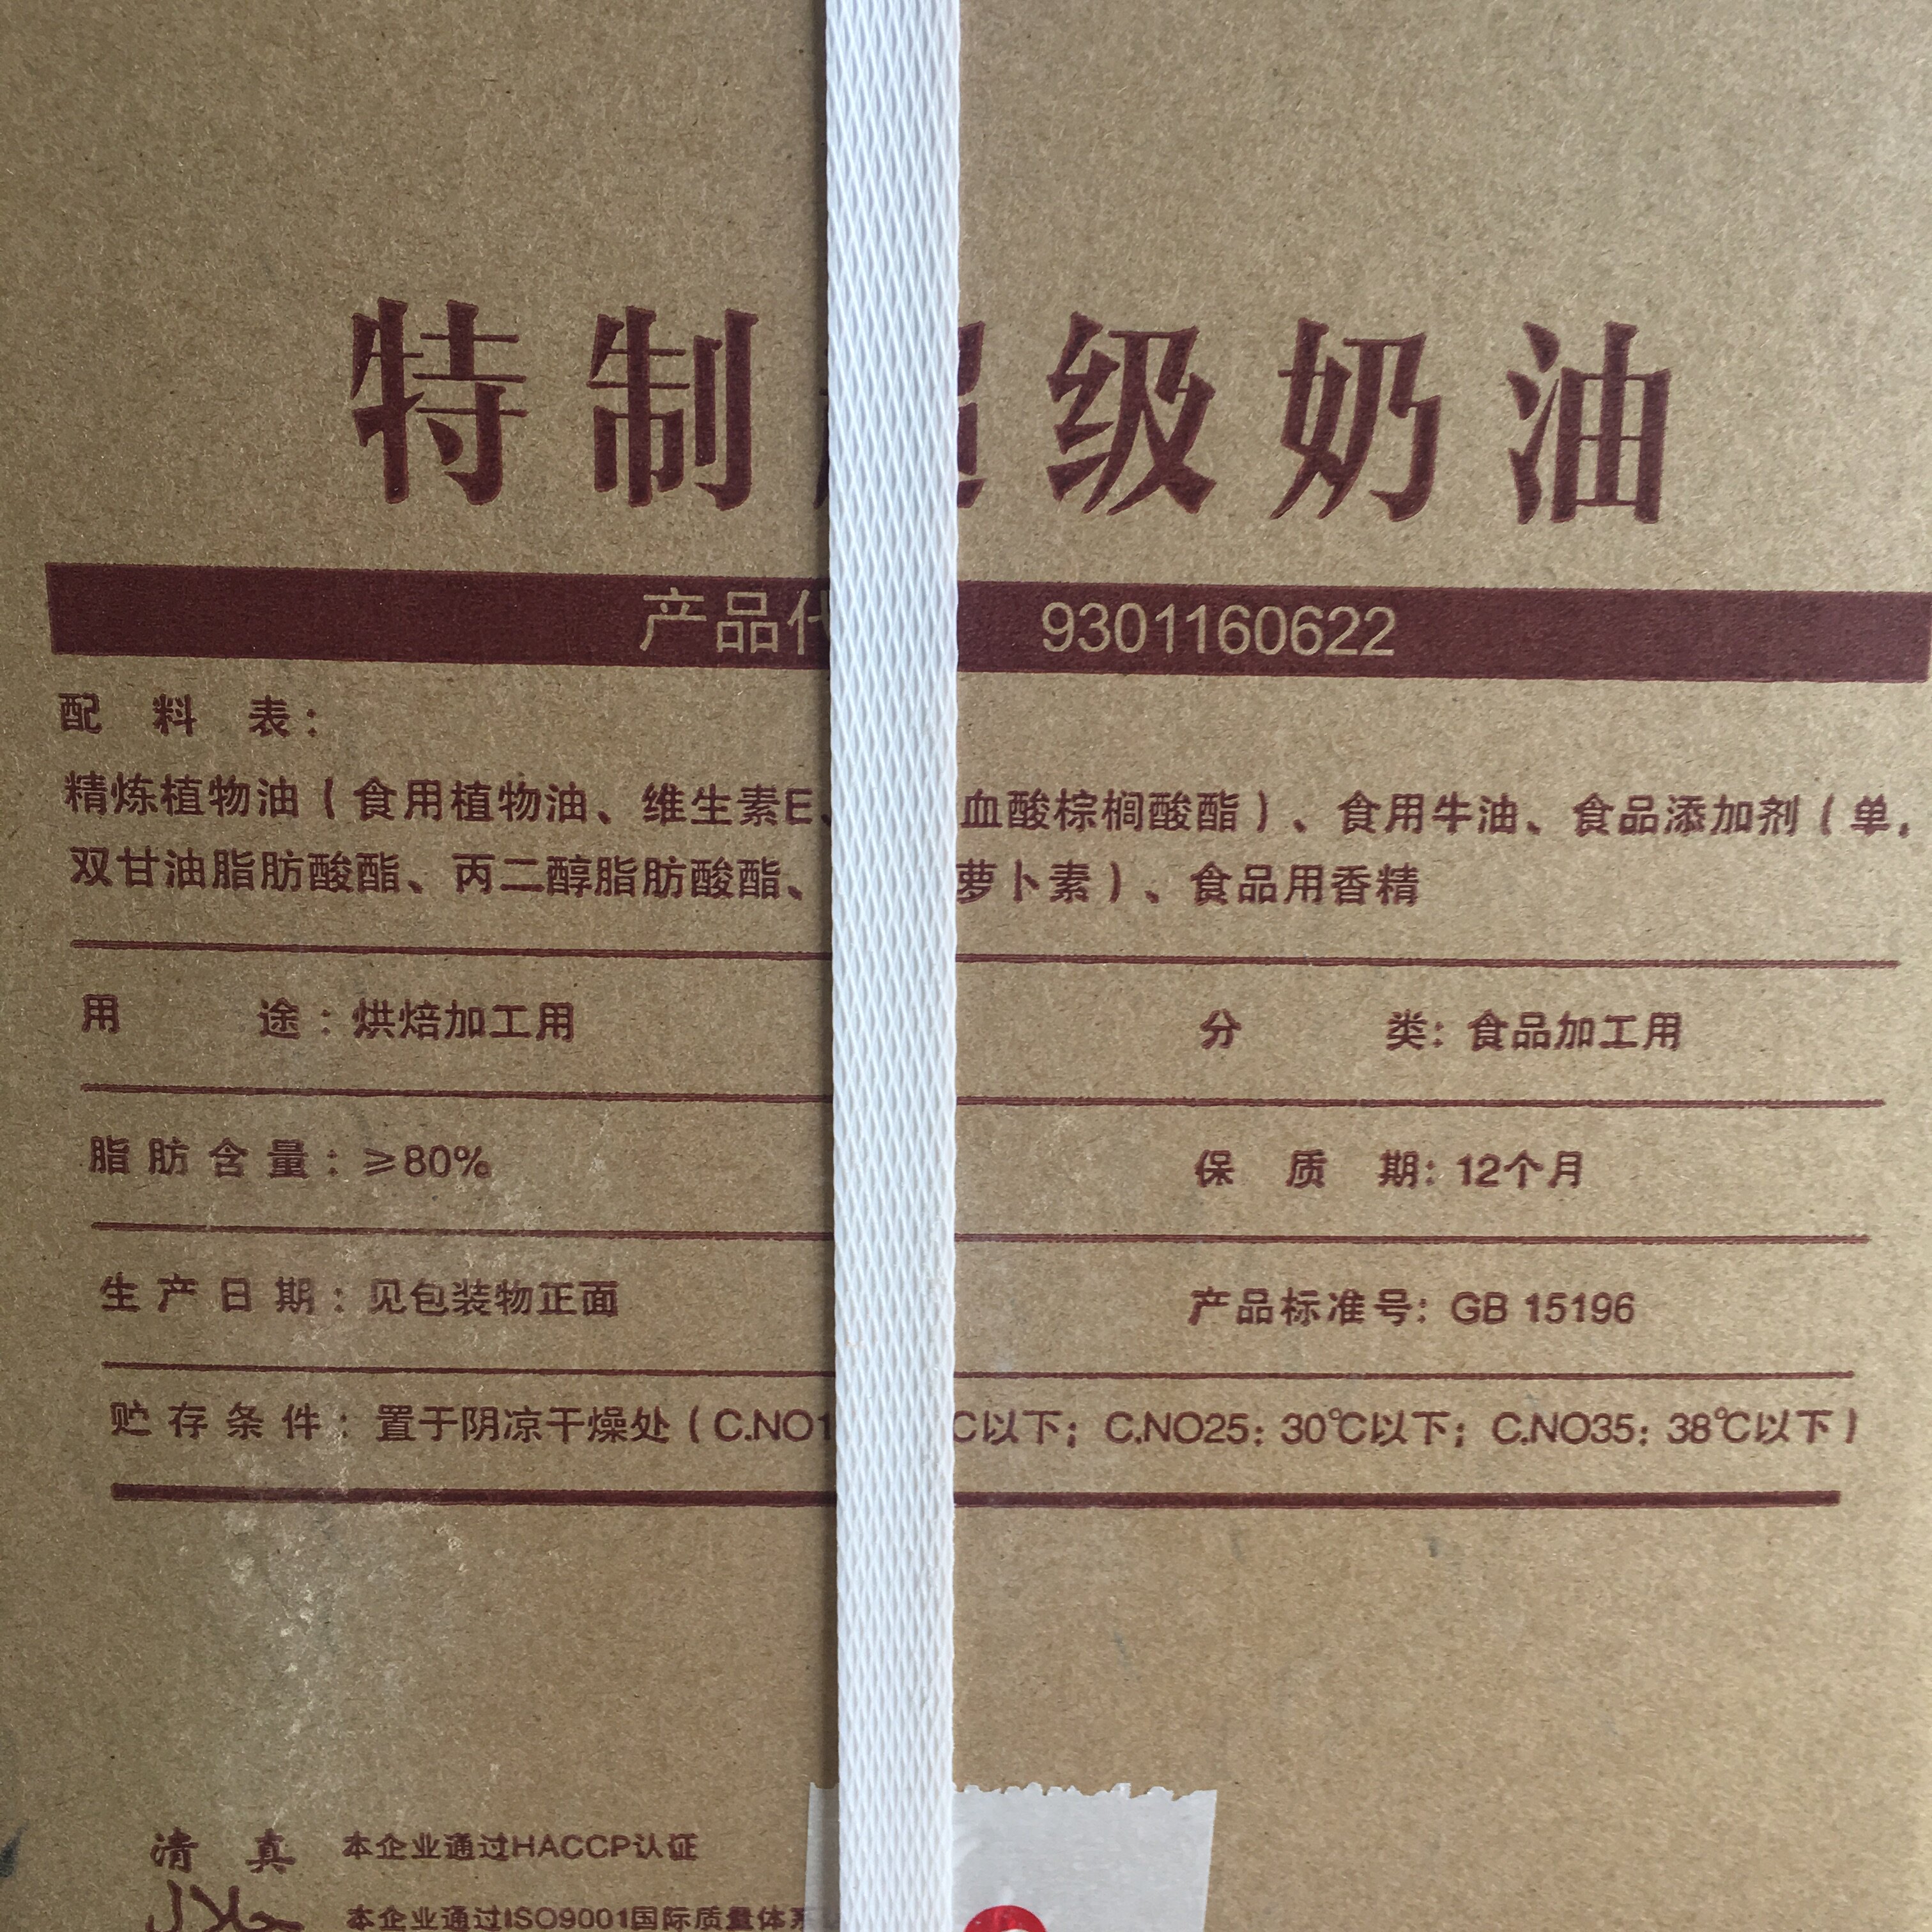 特制超级奶油
产品代 9301160622
配料表：
精炼植物油（食用植物油、维生素E、血酸棕榈酸酯）、食用牛油、食品添加剂（单，
双甘油脂肪酸酯、丙二醇脂肪酸酯、萝卜素）、食品用香精
用途：烘焙加工用 分类：食品加工用
脂肪含量：≥80% 保质期：12个月
生产日期：见包装物正面 产品标准号：GB 15196
贮存条件：置于阴凉干燥处（C.NO1 C以下；C.NO25：30℃以下；C.NO35：38℃以下）
清真 本企业通过HACCP认证
حلال 本企业通过ISO9001国际质量体系